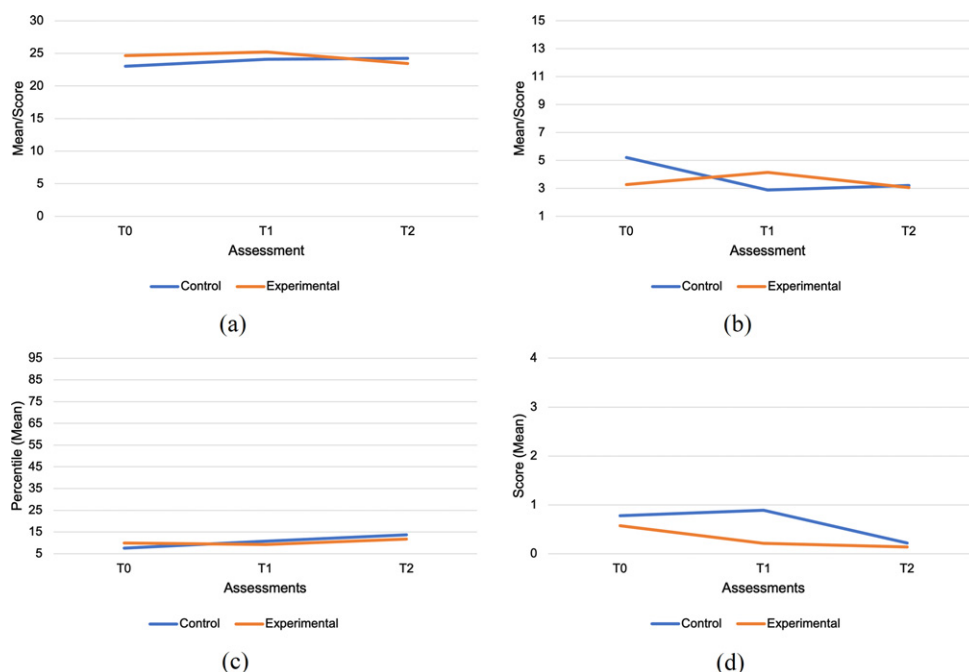 Mean/Score
30
25
20
15
10
5
0
T0 T1 T2
Assessment
Control Experimental
(a)
Mean/Score
15
13
11
9
7
5
3
1
T0 T1 T2
Assessment
Control Experimental
(b)
Percentile (Mean)
95
85
75
65
55
45
35
25
15
5
T0 T1 T2
Assessments
Control Experimental
(c)
Score (Mean)
4
3
2
1
0
T0 T1 T2
Assessments
Control Experimental
(d)